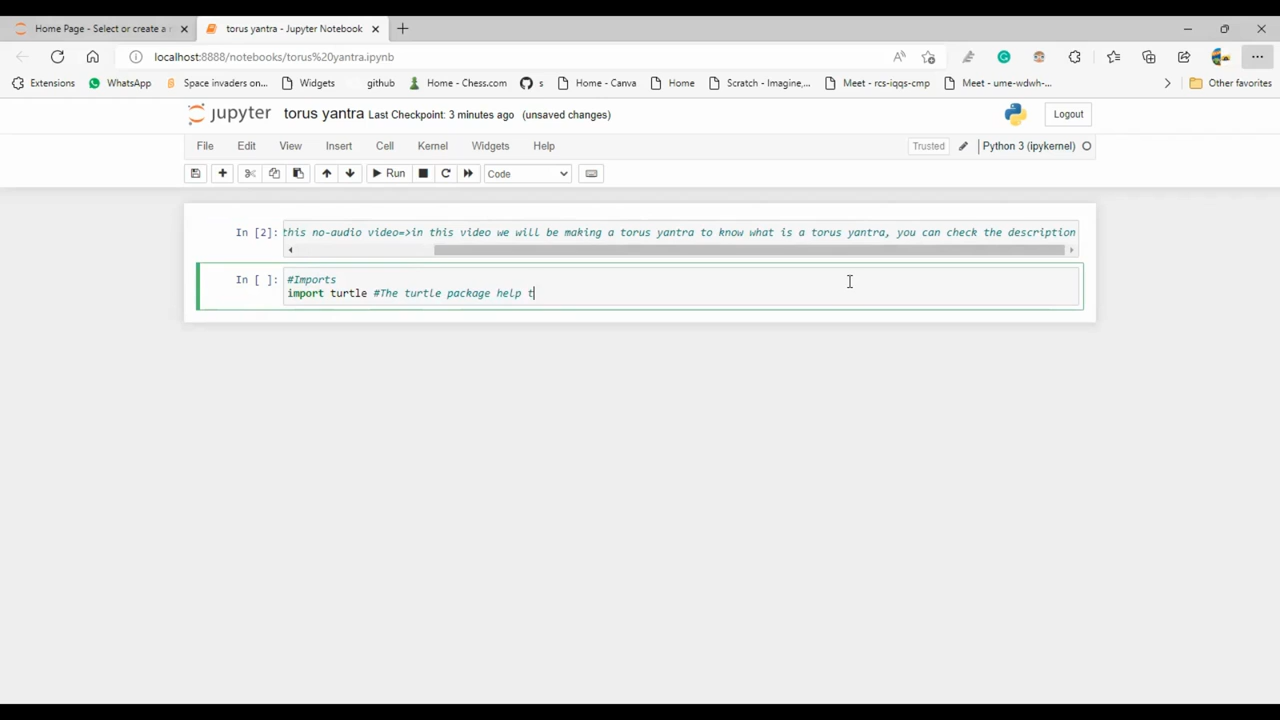 Home Page - Select or create a n
torus yantra - Jupyter Notebook
localhost:8888/notebooks/torus%20yantra.ipynb
Extensions WhatsApp Space invaders on... Widgets github Home - Chess.com s Home - Canva Home Scratch - Imagine,... Meet - rcs-iqqs-cmp Meet - ume-wdwh-... Other favorites
jupyter torus yantra Last Checkpoint: 3 minutes ago (unsaved changes) Logout
File Edit View Insert Cell Kernel Widgets Help Trusted Python 3 (ipykernel)
Run Code
In [2]: this no-audio video=>in this video we will be making a torus yantra to know what is a torus yantra, you can check the description
In [ ]: #Imports
import turtle #The turtle package help t